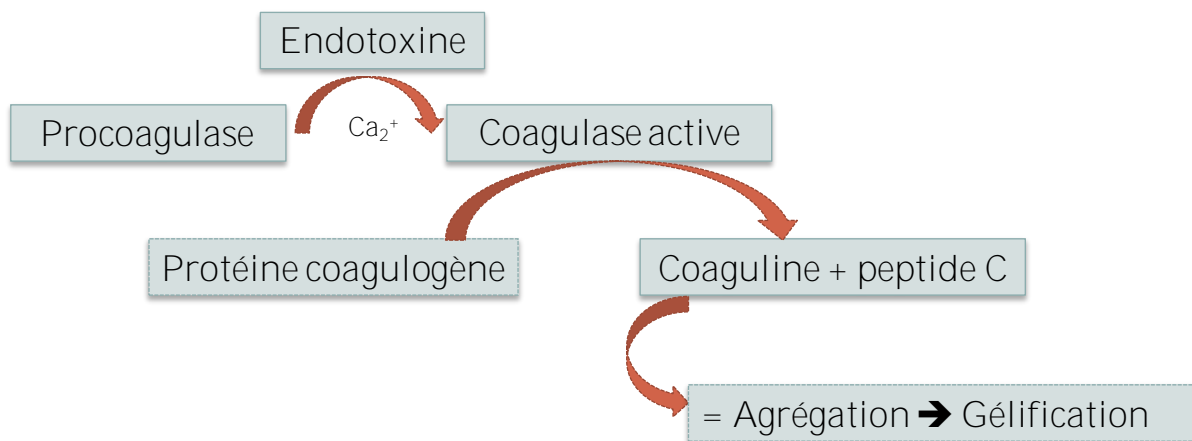 Endotoxine
Procoagulase
Ca₂⁺
Coagulase active
Protéine coagulogène
Coaguline + peptide C
= Agrégation ➔ Gélification